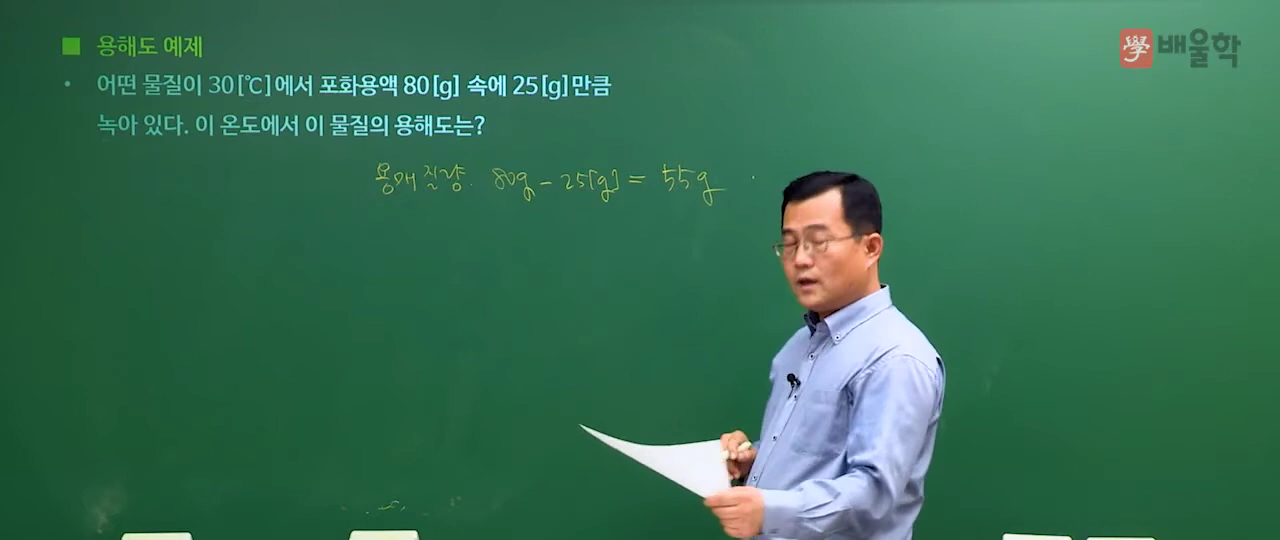 용해도 예제
學 배울학
• 어떤 물질이 30[℃]에서 포화용액 80[g] 속에 25[g]만큼
녹아 있다. 이 온도에서 이 물질의 용해도는?
용매 질량. 80g - 25[g] = 55g